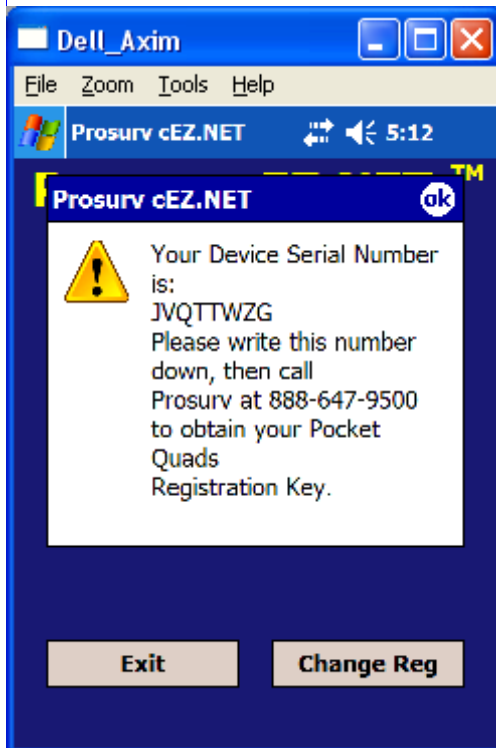 Dell_Axim
File Zoom Tools Help
Prosurv cEZ.NET 5:12
TM
Prosurv cEZ.NET ok
Your Device Serial Number
is:
JVQTTWZG
Please write this number
down, then call
Prosurv at 888-647-9500
to obtain your Pocket
Quads
Registration Key.
Exit Change Reg